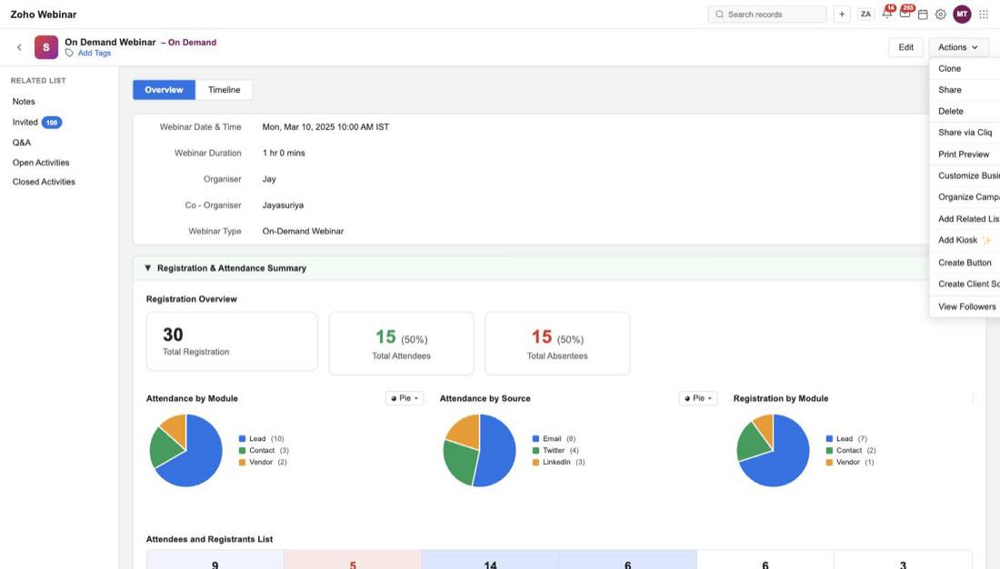 Zoho Webinar
Search records
+
ZA
14
255
MT
S
On Demand Webinar – On Demand
Add Tags
Edit
Actions
RELATED LIST
Notes
Invited 100
Q&A
Open Activities
Closed Activities
Overview
Timeline
Webinar Date & Time Mon, Mar 10, 2025 10:00 AM IST
Webinar Duration 1 hr 0 mins
Organiser Jay
Co - Organiser Jayasuriya
Webinar Type On-Demand Webinar
Clone
Share
Delete
Share via Cliq
Print Preview
Customize Busi
Organize Camp
Add Related Lis
Add Kiosk
Create Button
Create Client Sc
View Followers
Registration & Attendance Summary
Registration Overview
30
Total Registration
15 (50%)
Total Attendees
15 (50%)
Total Absentees
Attendance by Module
Pie
Lead (10)
Contact (3)
Vendor (2)
Attendance by Source
Pie
Email (8)
Twitter (4)
LinkedIn (3)
Registration by Module
Lead (7)
Contact (2)
Vendor (1)
Attendees and Registrants List
9 5 14 6 6 3